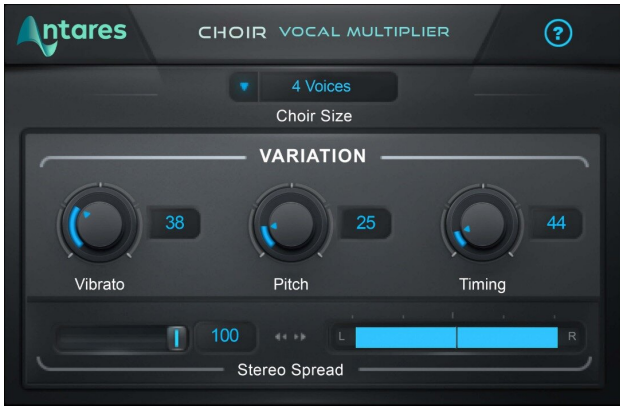 Antares
CHOIR VOCAL MULTIPLIER
?
4 Voices
Choir Size
VARIATION
38
25
44
Vibrato
Pitch
Timing
100
L
R
Stereo Spread